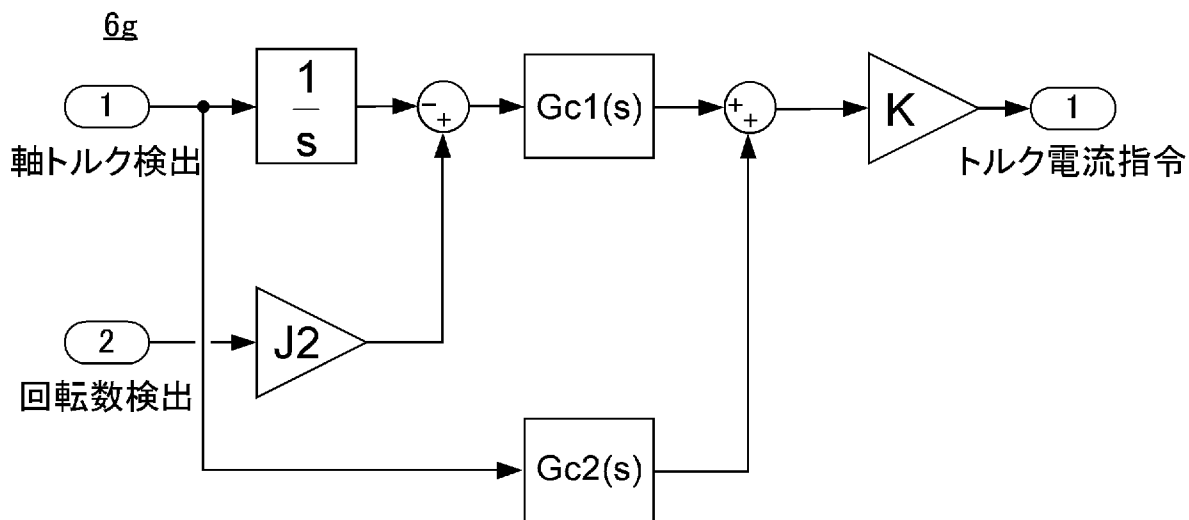 6g
1
軸トルク検出
1
s
−
+
Gc1(s)
+
+
K
1
トルク電流指令
2
回転数検出
J2
Gc2(s)